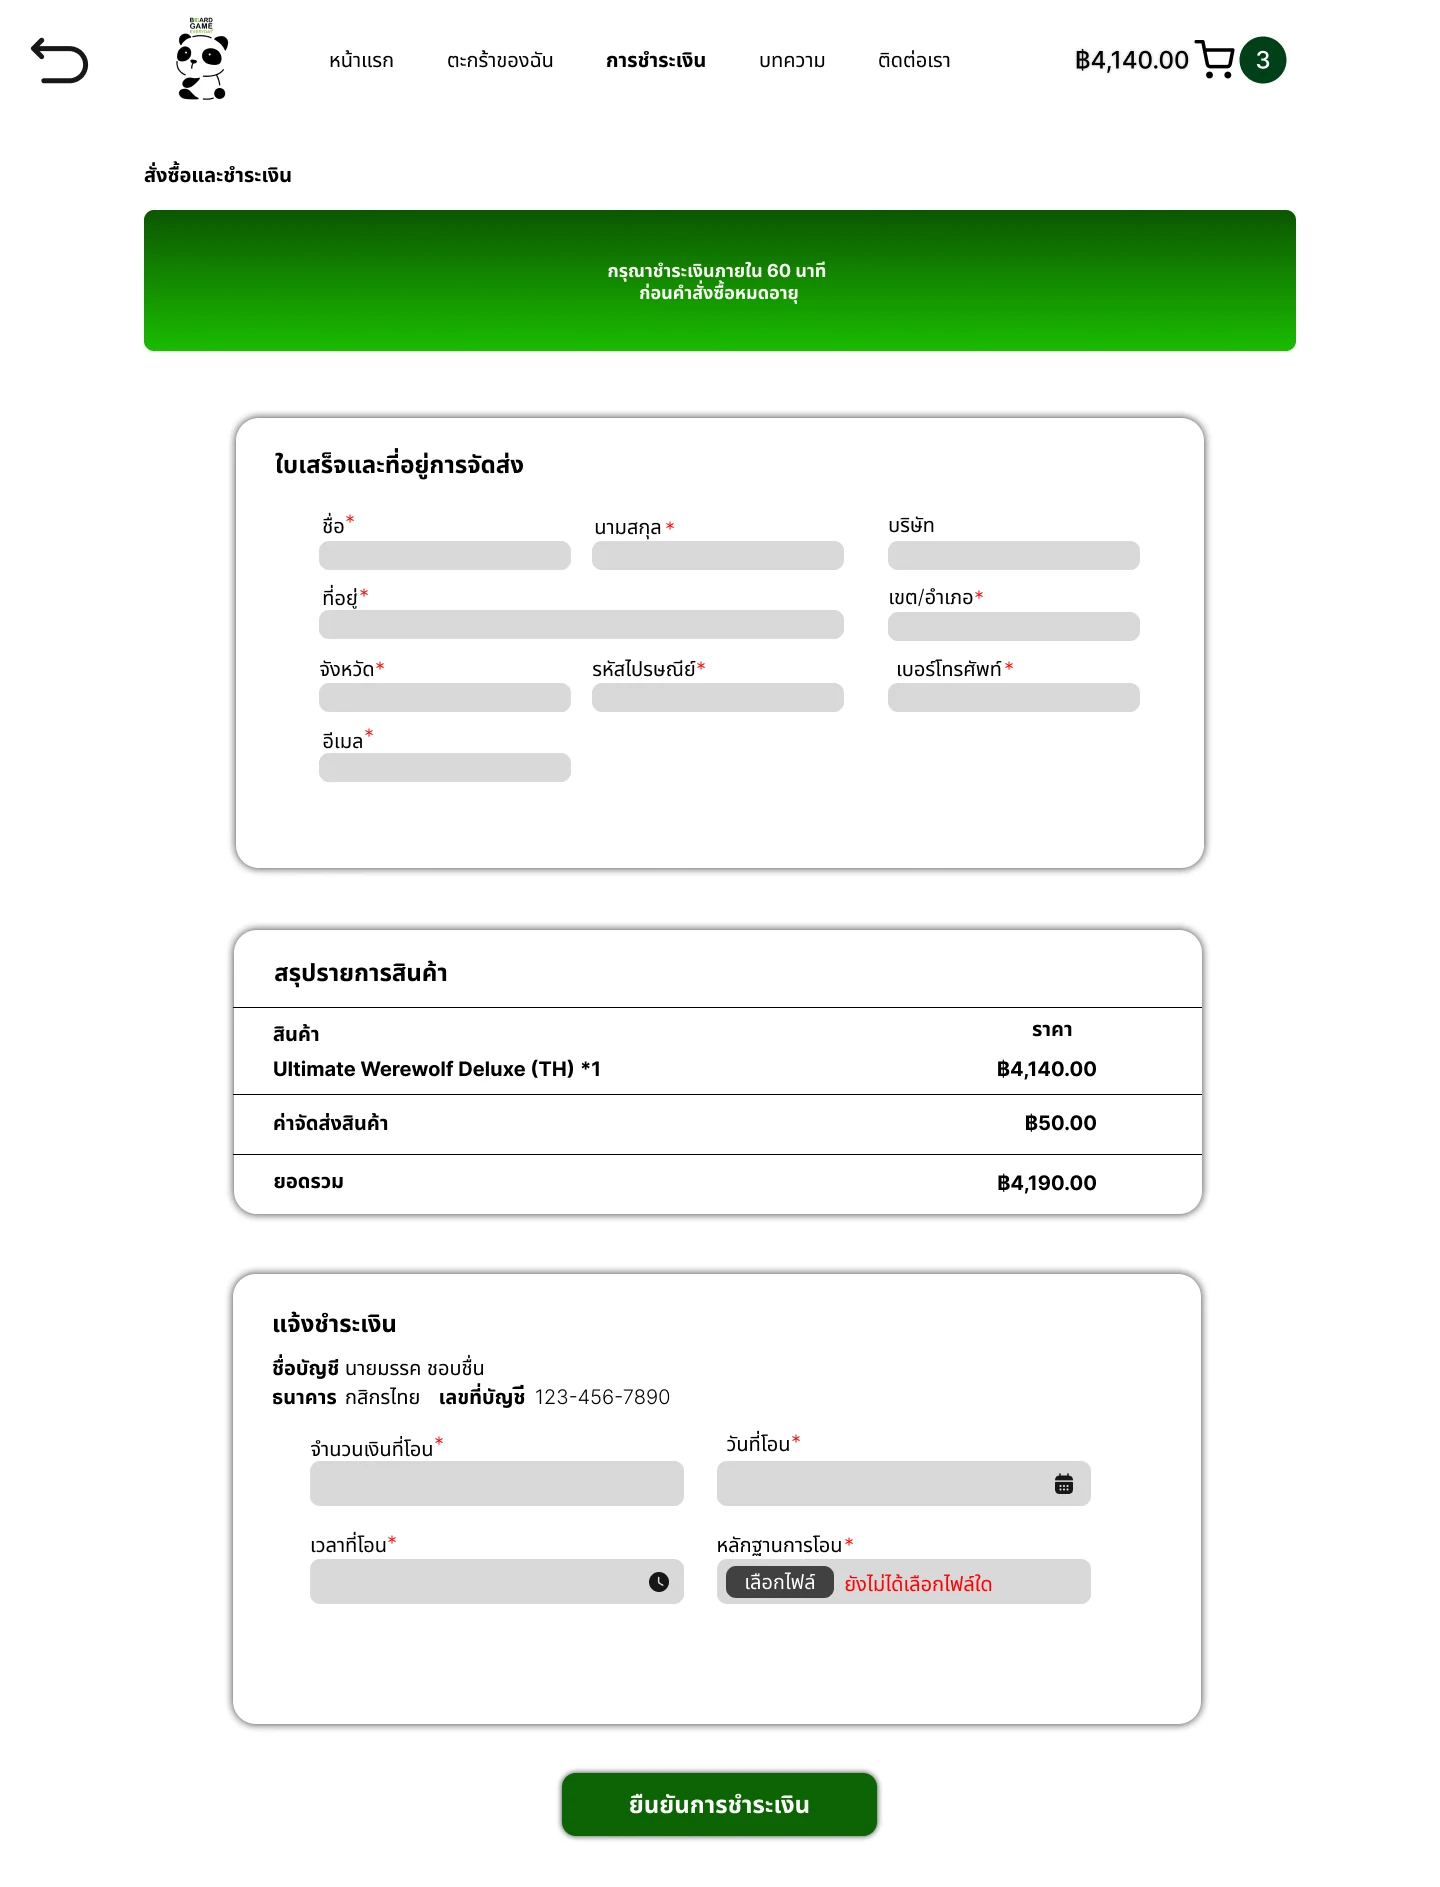 BOARD
GAME
EVERYDAY
หน้าแรก ตะกร้าของฉัน การชำระเงิน บทความ ติดต่อเรา ฿4,140.00 3
สั่งซื้อและชำระเงิน
กรุณาชำระเงินภายใน 60 นาที
ก่อนคำสั่งซื้อหมดอายุ
ใบเสร็จและที่อยู่การจัดส่ง
ชื่อ* นามสกุล * บริษัท
ที่อยู่* เขต/อำเภอ*
จังหวัด* รหัสไปรษณีย์* เบอร์โทรศัพท์*
อีเมล*
สรุปรายการสินค้า
สินค้า ราคา
Ultimate Werewolf Deluxe (TH) *1 ฿4,140.00
ค่าจัดส่งสินค้า ฿50.00
ยอดรวม ฿4,190.00
แจ้งชำระเงิน
ชื่อบัญชี นายมรรค ชอบชื่น
ธนาคาร กสิกรไทย เลขที่บัญชี 123-456-7890
จำนวนเงินที่โอน* วันที่โอน*
เวลาที่โอน* หลักฐานการโอน*
เลือกไฟล์ ยังไม่ได้เลือกไฟล์ใด
ยืนยันการชำระเงิน